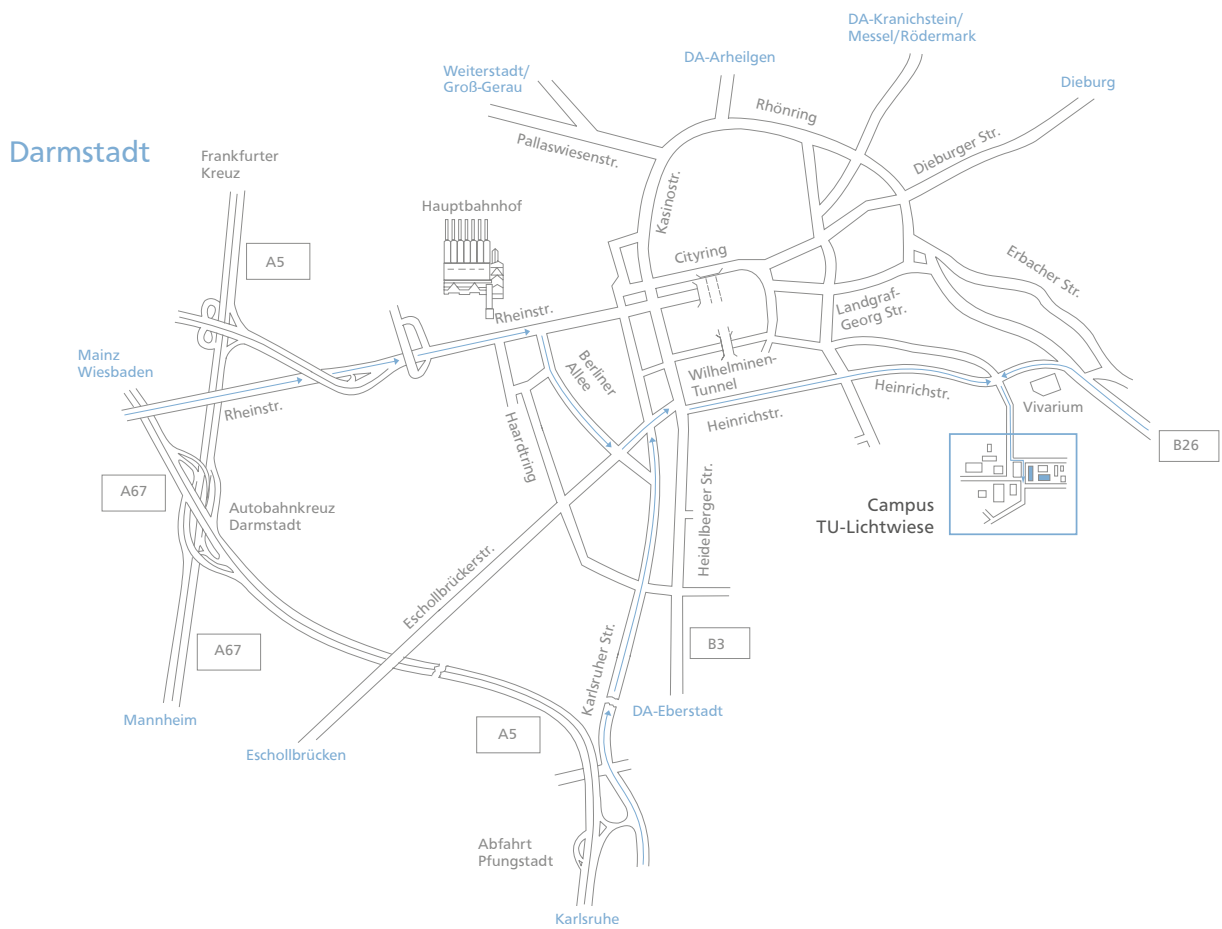 DA-Kranichstein/
Messel/Rödermark
DA-Arheilgen
Weiterstadt/
Groß-Gerau
Dieburg
Rhönring
Pallaswiesenstr.
Dieburger Str.
Darmstadt
Frankfurter
Kreuz
Hauptbahnhof
Kasinostr.
A5
Cityring
Erbacher Str.
Landgraf-
Georg Str.
Rheinstr.
Mainz
Wiesbaden
Berliner
Allee
Wilhelminen-
Tunnel
Heinrichstr.
Vivarium
Rheinstr.
Heinrichstr.
Haardtring
B26
A67
Autobahnkreuz
Darmstadt
Campus
TU-Lichtwiese
Heidelberger Str.
Eschollbrückerstr.
A67
B3
Karlsruher Str.
Mannheim
DA-Eberstadt
A5
Eschollbrücken
Abfahrt
Pfungstadt
Karlsruhe